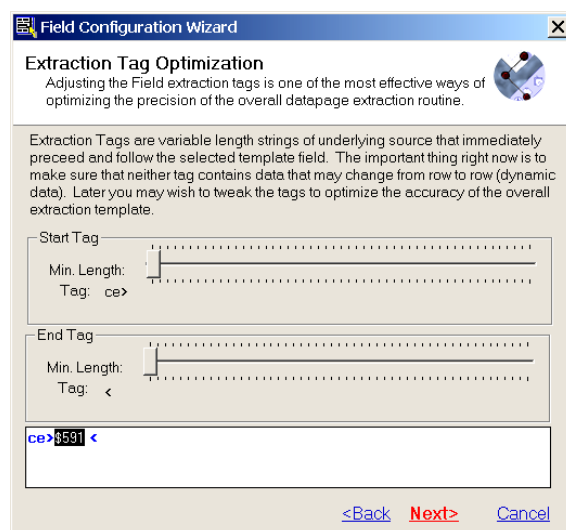 Field Configuration Wizard
Extraction Tag Optimization
Adjusting the Field extraction tags is one of the most effective ways of
optimizing the precision of the overall datapage extraction routine.
Extraction Tags are variable length strings of underlying source that immediately
preceed and follow the selected template field. The important thing right now is to
make sure that neither tag contains data that may change from row to row (dynamic
data). Later you may wish to tweak the tags to optimize the accuracy of the overall
extraction template.
Start Tag
Min. Length:
Tag: ce>
End Tag
Min. Length:
Tag: <
ce>$591 <
<Back Next> Cancel